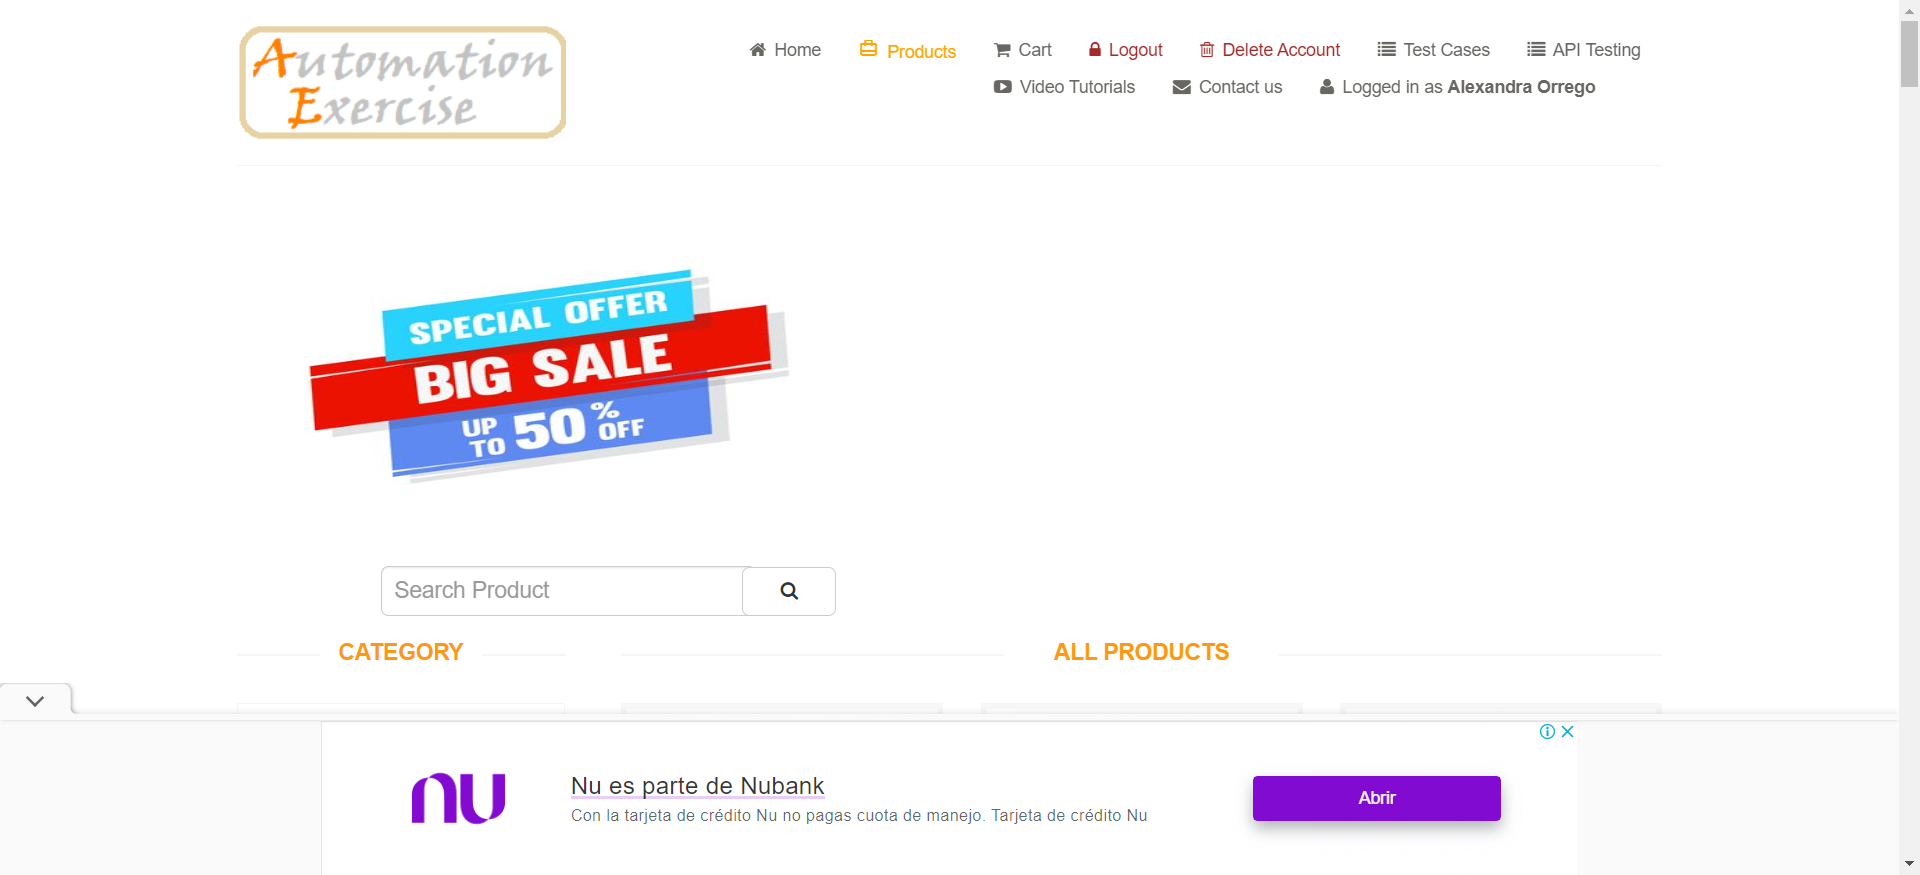 Automation
Exercise
Home
Products
Cart
Logout
Delete Account
Test Cases
API Testing
Video Tutorials
Contact us
Logged in as Alexandra Orrego
SPECIAL OFFER
BIG SALE
UP TO 50% OFF
Search Product
CATEGORY
ALL PRODUCTS
nu
Nu es parte de Nubank
Con la tarjeta de crédito Nu no pagas cuota de manejo. Tarjeta de crédito Nu
Abrir